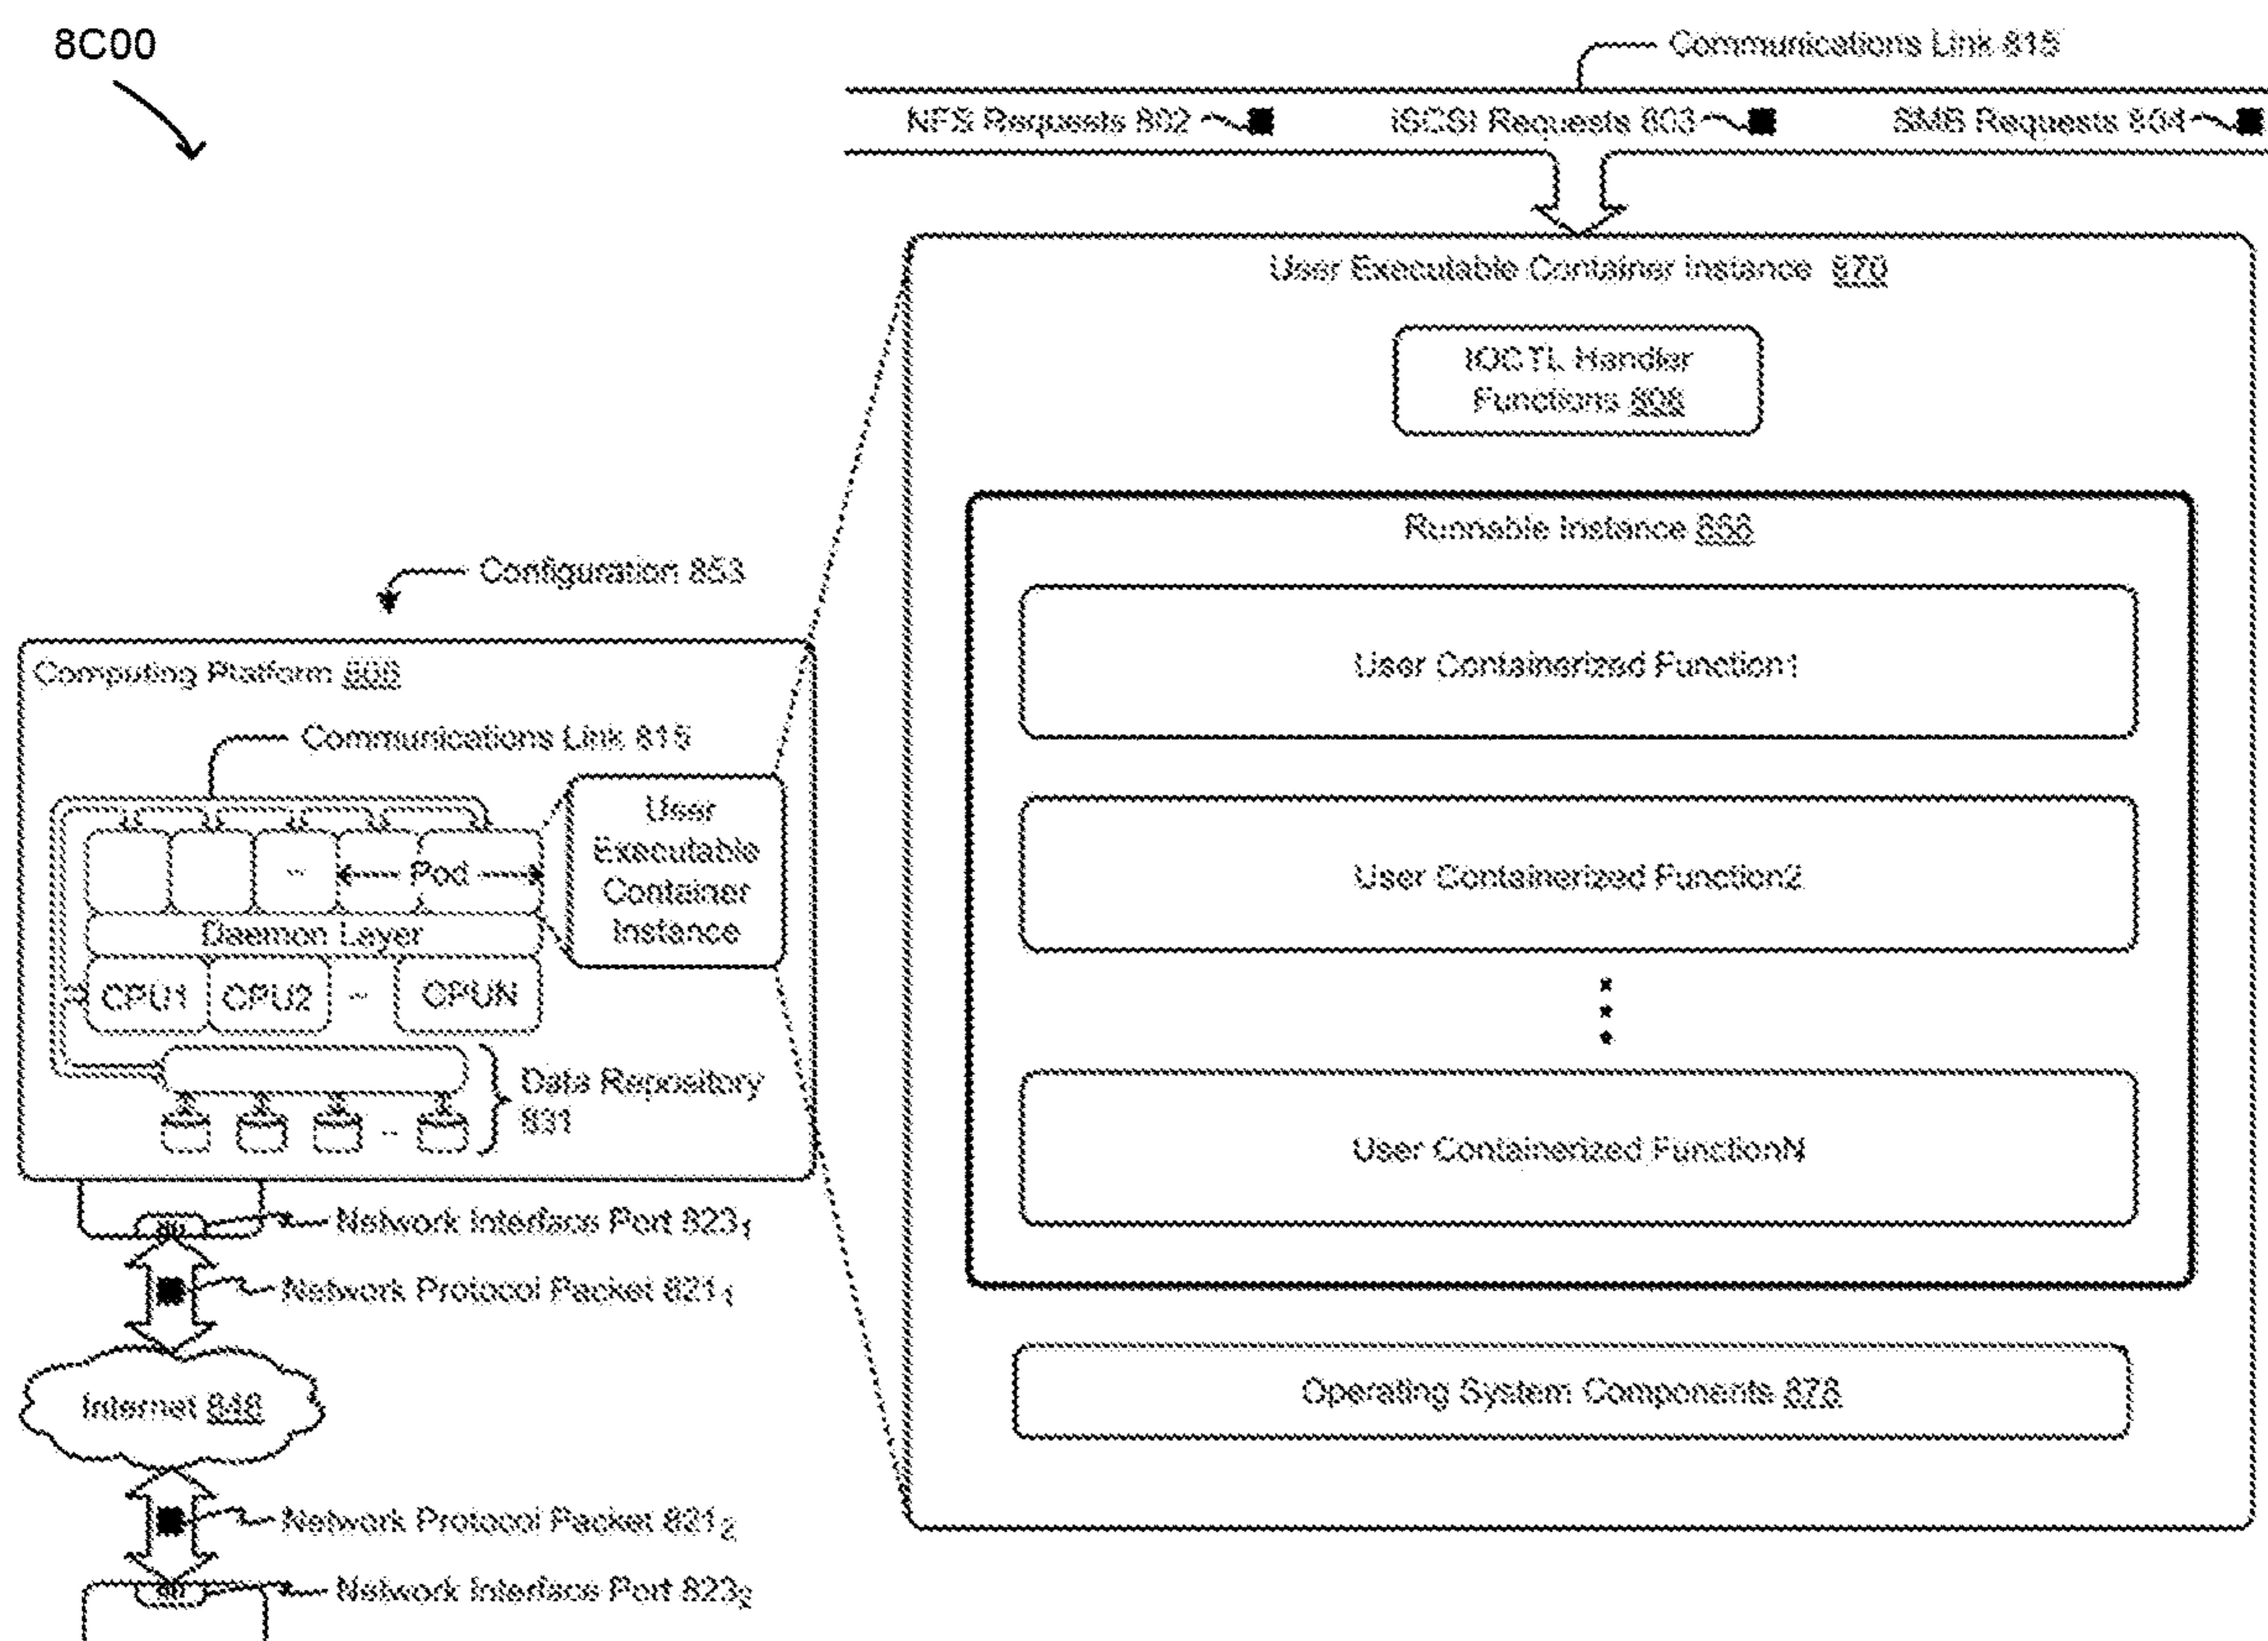 8C00
Communications Link 815
NFS Requests 802
iSCSI Requests 803
SMB Requests 804
User Executable Container Instance 870
IOCTL Handler
Functions 808
Runnable Instance 858
User Containerized Function1
User Containerized Function2
User Containerized FunctionN
Operating System Components 878
Configuration 853
Computing Platform 806
Communications Link 815
User
Executable
Container
Instance
Pod
Daemon Layer
CPU1
CPU2
CPUN
Data Repository
831
Network Interface Port 823₁
Network Protocol Packet 821₁
Internet 848
Network Protocol Packet 821₂
Network Interface Port 823₂